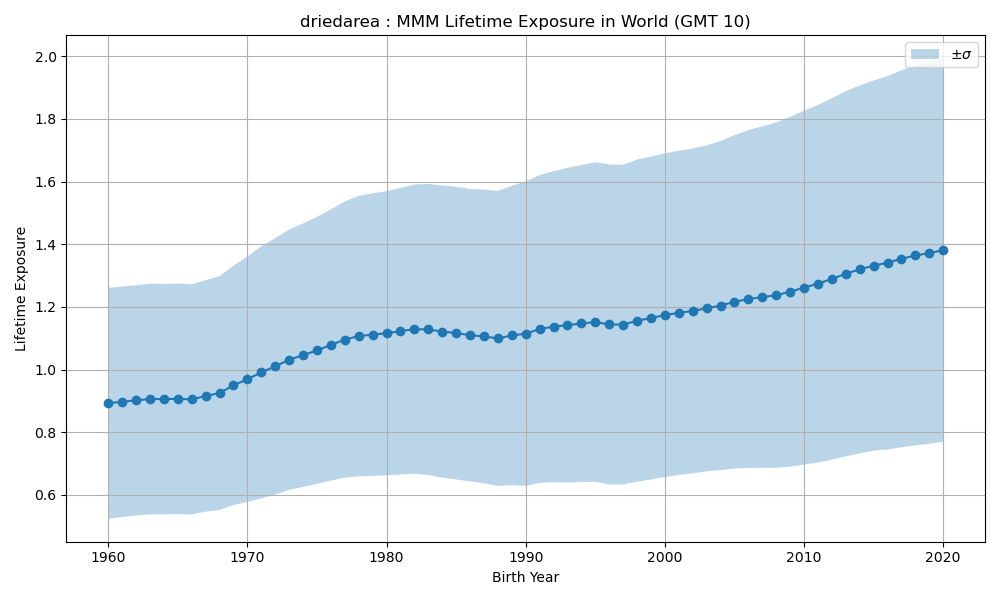 driedarea : MMM Lifetime Exposure in World (GMT 10)
±σ
Lifetime Exposure
2.0
1.8
1.6
1.4
1.2
1.0
0.8
0.6
1960 1970 1980 1990 2000 2010 2020
Birth Year